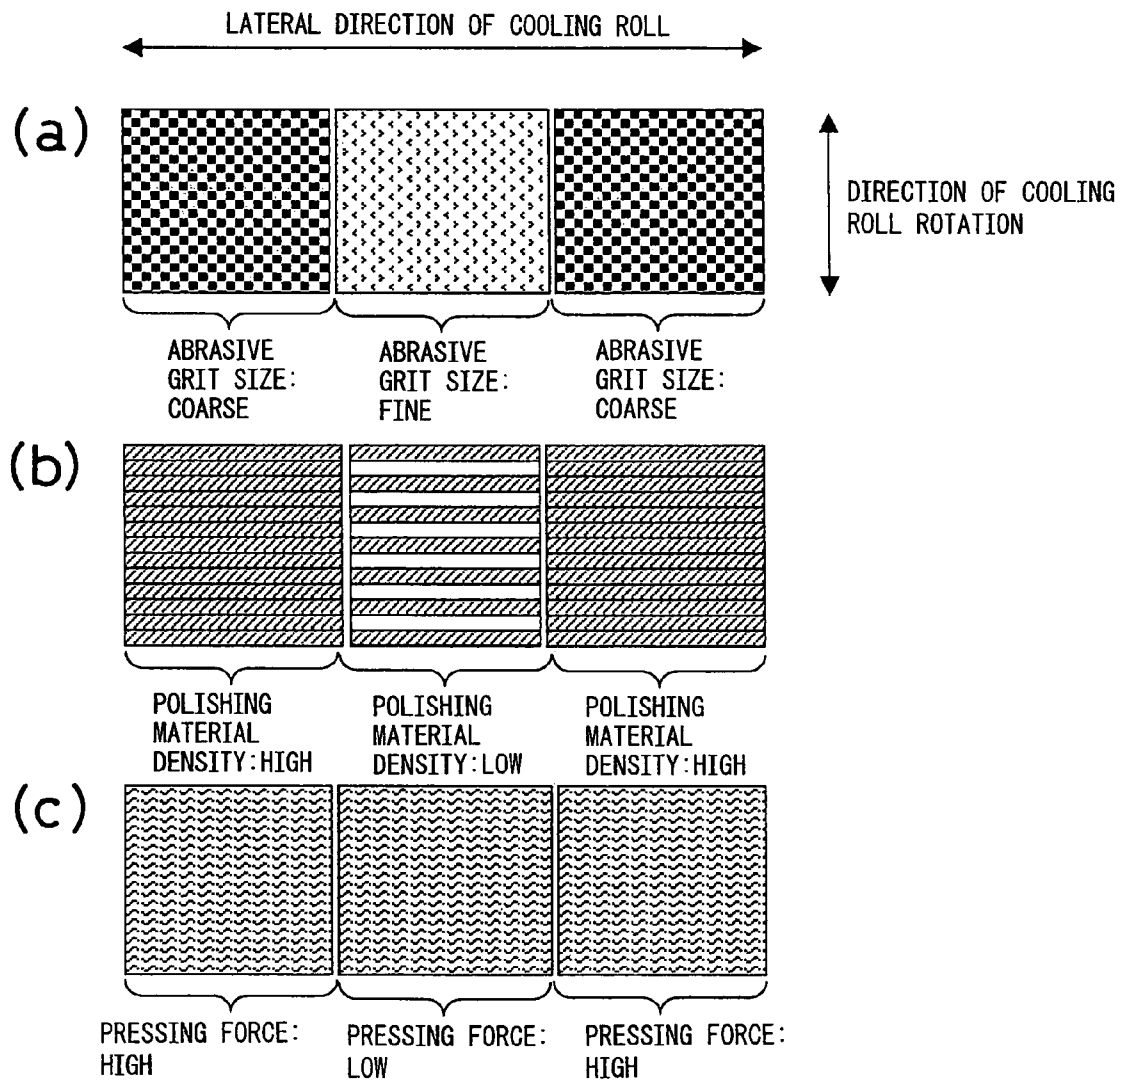 LATERAL DIRECTION OF COOLING ROLL
(a)
DIRECTION OF COOLING
ROLL ROTATION
ABRASIVE
GRIT SIZE:
COARSE
ABRASIVE
GRIT SIZE:
FINE
ABRASIVE
GRIT SIZE:
COARSE
(b)
POLISHING
MATERIAL
DENSITY:HIGH
POLISHING
MATERIAL
DENSITY:LOW
POLISHING
MATERIAL
DENSITY:HIGH
(c)
PRESSING FORCE:
HIGH
PRESSING FORCE:
LOW
PRESSING FORCE:
HIGH